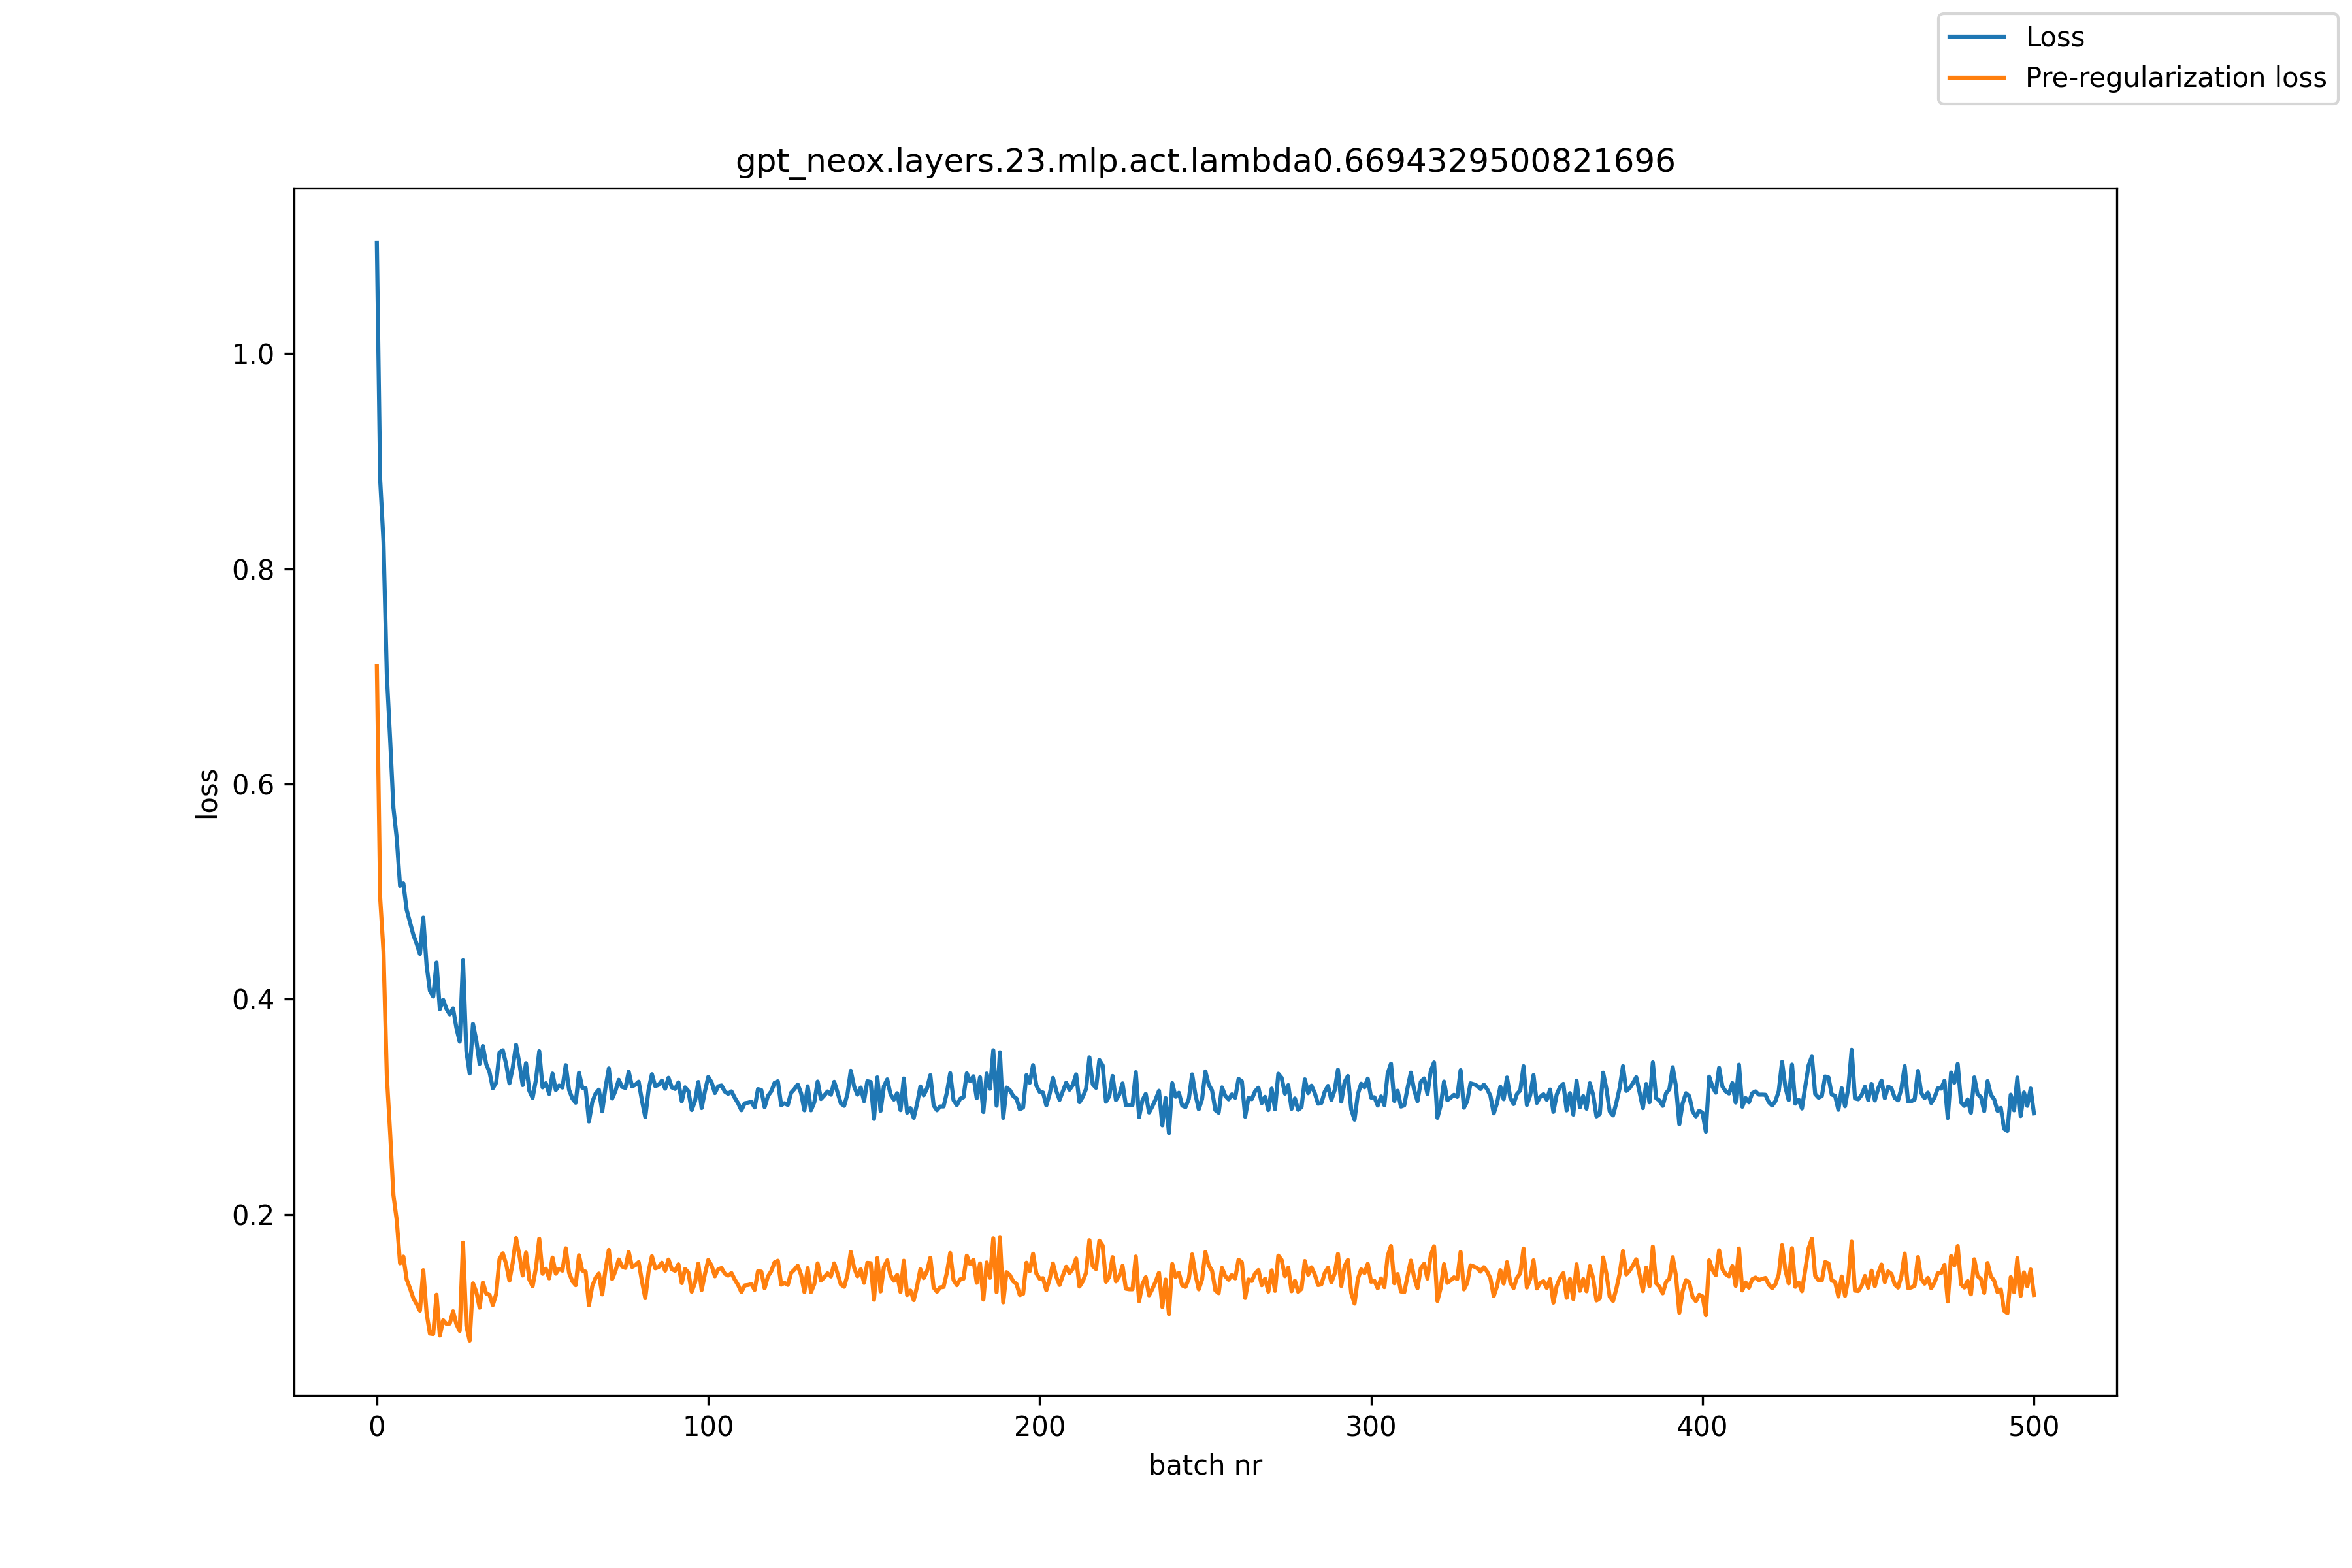 Loss
Pre-regularization loss
gpt_neox.layers.23.mlp.act.lambda0.6694329500821696
1.0
0.8
0.6
0.4
0.2
loss
0 100 200 300 400 500
batch nr